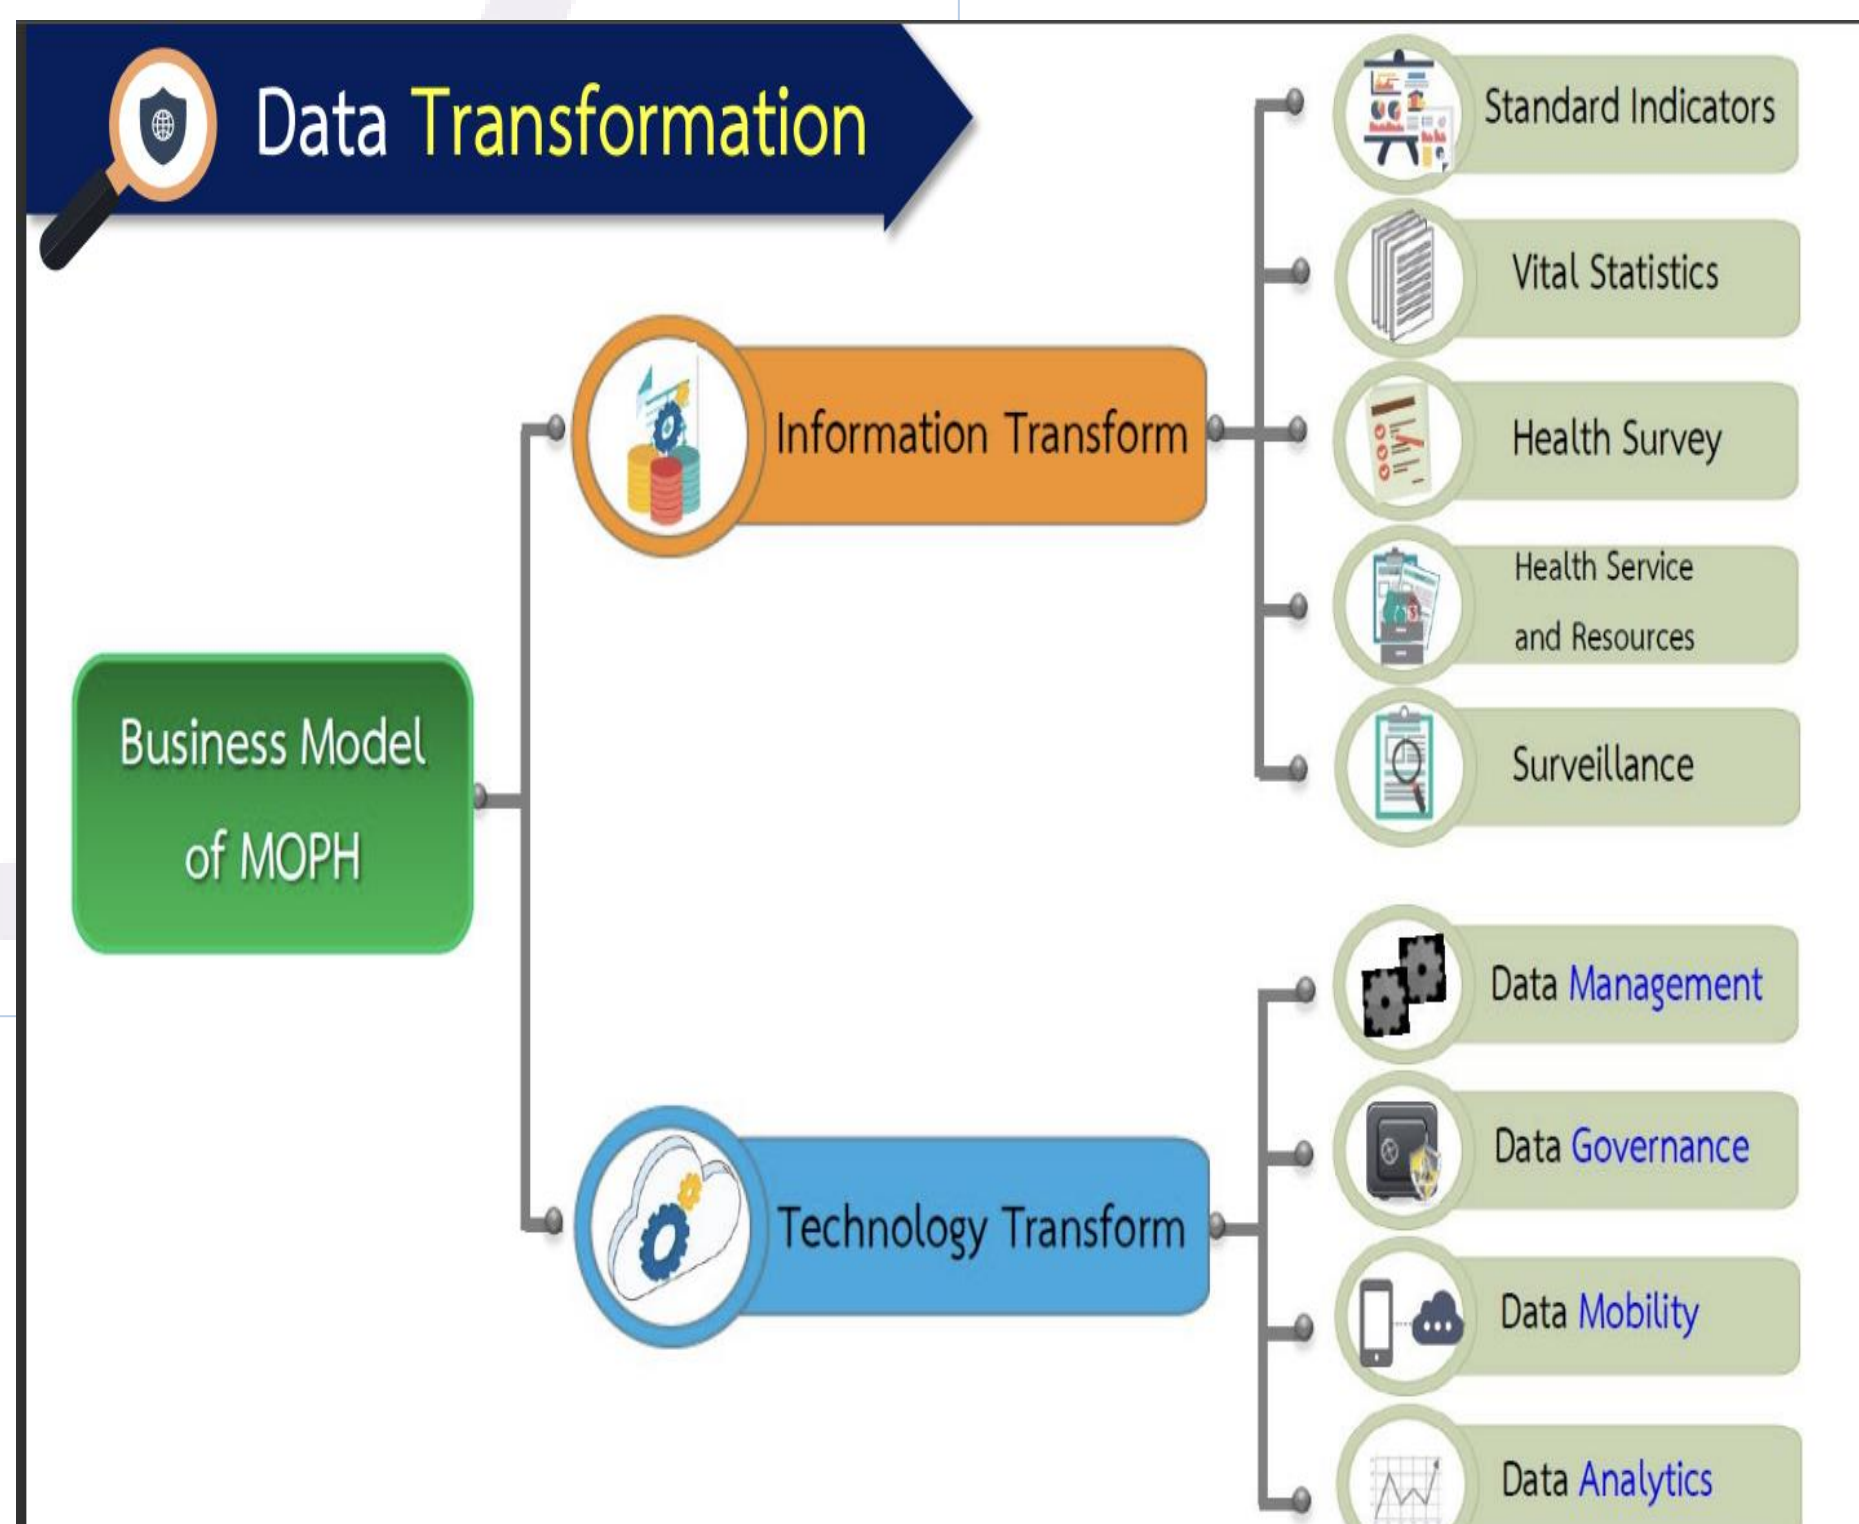 Data Transformation
Standard Indicators
Vital Statistics
Information Transform
Health Survey
Health Service
and Resources
Surveillance
Business Model
of MOPH
Data Management
Data Governance
Technology Transform
Data Mobility
Data Analytics